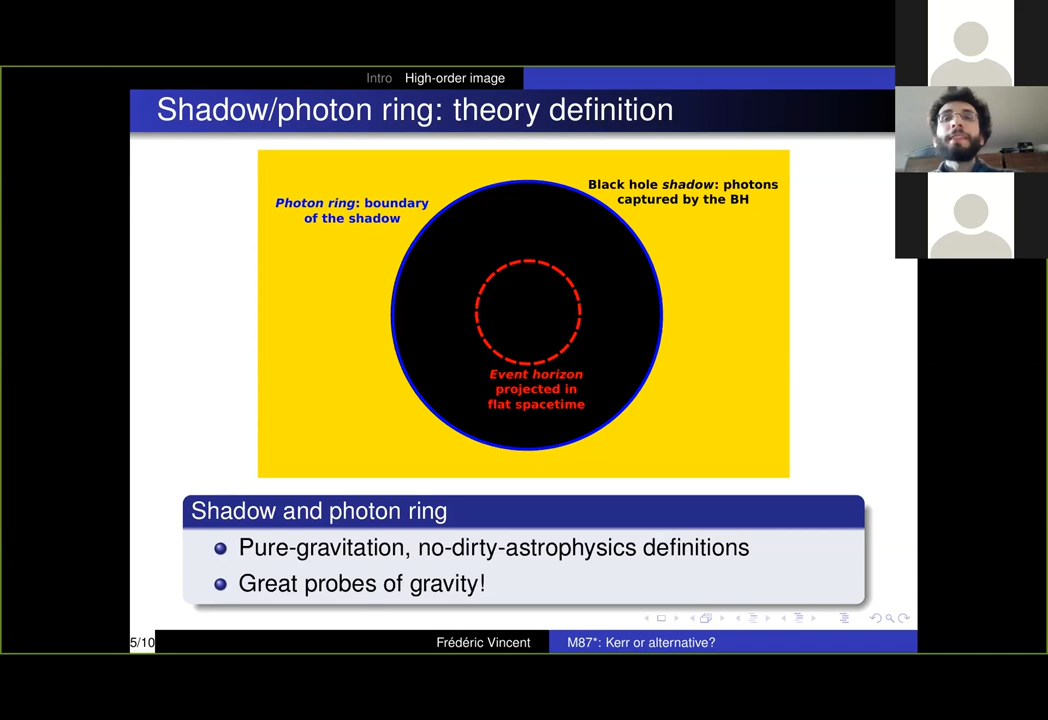 Intro High-order image
Shadow/photon ring: theory definition
Photon ring: boundary
of the shadow
Black hole shadow: photons
captured by the BH
Event horizon
projected in
flat spacetime
Shadow and photon ring
Pure-gravitation, no-dirty-astrophysics definitions
Great probes of gravity!
5/10
Frédéric Vincent
M87*: Kerr or alternative?